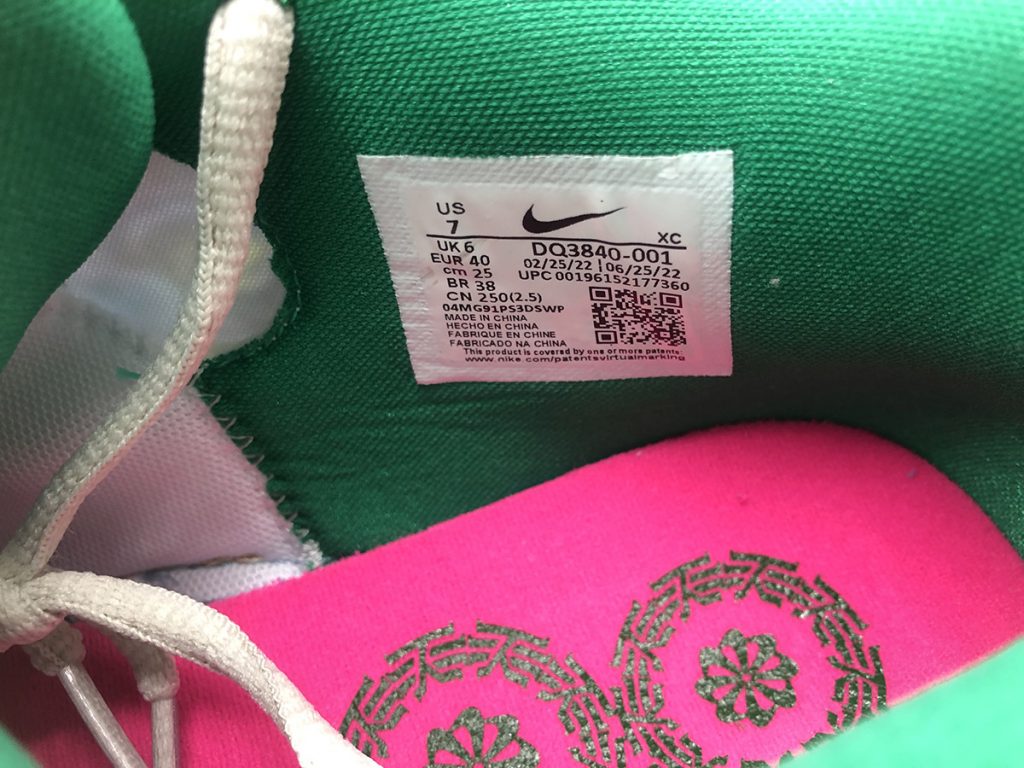 US
7
XC
UK 6
DQ3840-001
EUR 40
02/25/22 | 06/25/22
cm 25
UPC 00196152177360
BR 38
CN 250(2.5)
04MG91PS3DSWP
MADE IN CHINA
HECHO EN CHINA
FABRIQUE EN CHINE
FABRICADO NA CHINA
This product is covered by one or more patents:
www.nike.com/patentsvirtualmarking